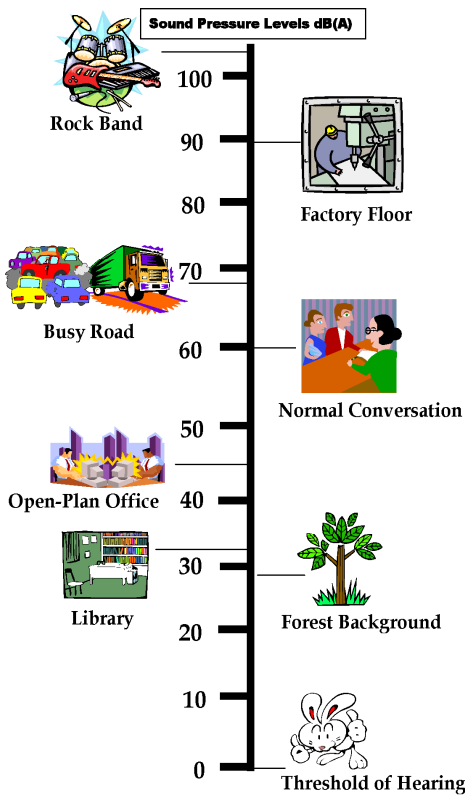 Sound Pressure Levels dB(A)
100
Rock Band
90
80
Factory Floor
70
Busy Road
60
Normal Conversation
50
Open-Plan Office
40
30
Library
Forest Background
20
10
0
Threshold of Hearing